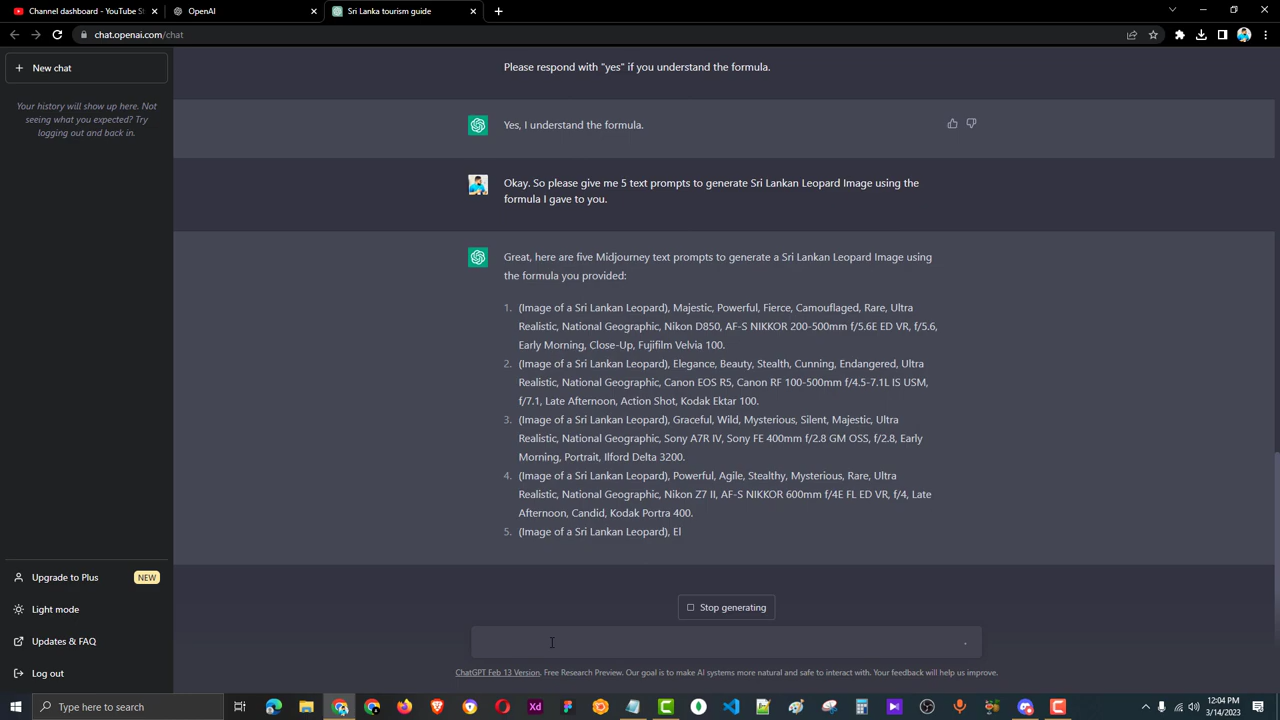 Channel dashboard - YouTube St
OpenAI
Sri Lanka tourism guide
chat.openai.com/chat
New chat
Your history will show up here. Not
seeing what you expected? Try
logging out and back in.
Please respond with "yes" if you understand the formula.
Yes, I understand the formula.
Okay. So please give me 5 text prompts to generate Sri Lankan Leopard Image using the
formula I gave to you.
Great, here are five Midjourney text prompts to generate a Sri Lankan Leopard Image using
the formula you provided:
1. (Image of a Sri Lankan Leopard), Majestic, Powerful, Fierce, Camouflaged, Rare, Ultra
Realistic, National Geographic, Nikon D850, AF-S NIKKOR 200-500mm f/5.6E ED VR, f/5.6,
Early Morning, Close-Up, Fujifilm Velvia 100.
2. (Image of a Sri Lankan Leopard), Elegance, Beauty, Stealth, Cunning, Endangered, Ultra
Realistic, National Geographic, Canon EOS R5, Canon RF 100-500mm f/4.5-7.1L IS USM,
f/7.1, Late Afternoon, Action Shot, Kodak Ektar 100.
3. (Image of a Sri Lankan Leopard), Graceful, Wild, Mysterious, Silent, Majestic, Ultra
Realistic, National Geographic, Sony A7R IV, Sony FE 400mm f/2.8 GM OSS, f/2.8, Early
Morning, Portrait, Ilford Delta 3200.
4. (Image of a Sri Lankan Leopard), Powerful, Agile, Stealthy, Mysterious, Rare, Ultra
Realistic, National Geographic, Nikon Z7 II, AF-S NIKKOR 600mm f/4E FL ED VR, f/4, Late
Afternoon, Candid, Kodak Portra 400.
5. (Image of a Sri Lankan Leopard), El
Stop generating
Upgrade to Plus NEW
Light mode
Updates & FAQ
Log out
ChatGPT Feb 13 Version. Free Research Preview. Our goal is to make AI systems more natural and safe to interact with. Your feedback will help us improve.
Type here to search
Xd
12:04 PM
3/14/2023